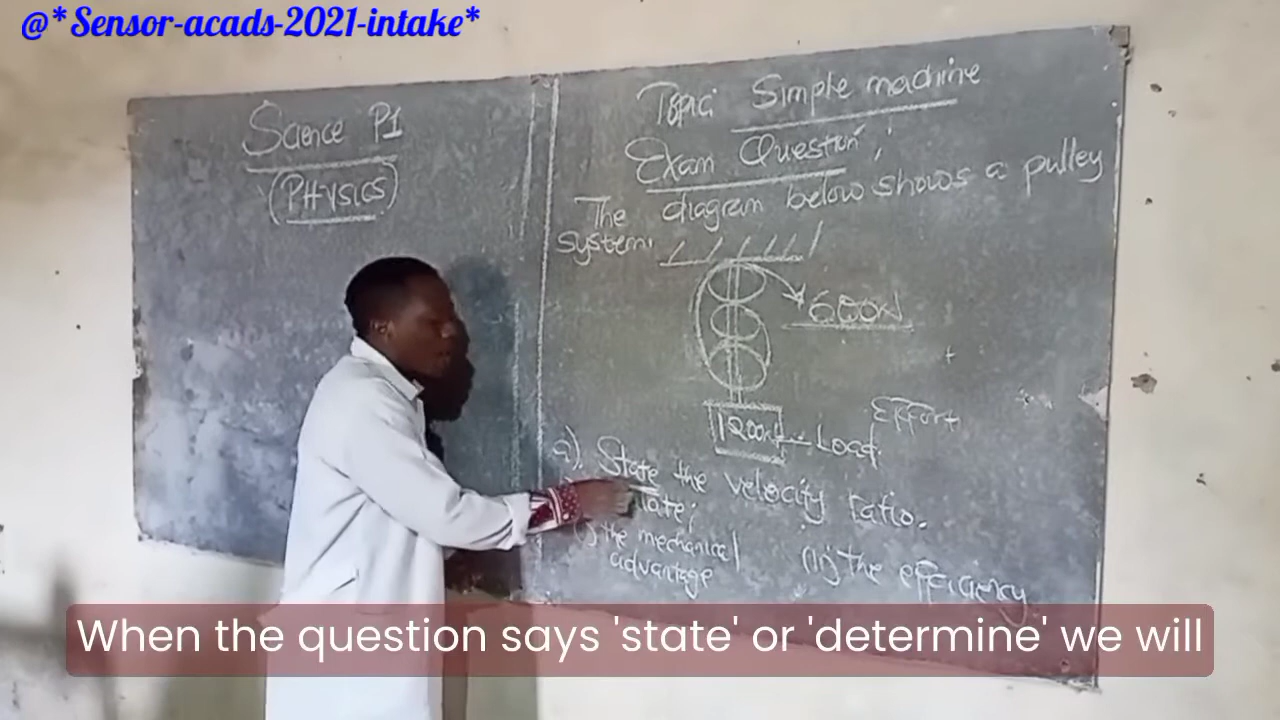 @*Sensor-acads-2021-intake*
Science P1
(PHYSICS)
Topic: Simple machine
Exam Question;
The diagram below shows a pulley
system:
600N
Effort
1200N Load
a). State the velocity ratio.
late;
(i) the mechanical (ii) the efficiency
advantage
When the question says 'state' or 'determine' we will